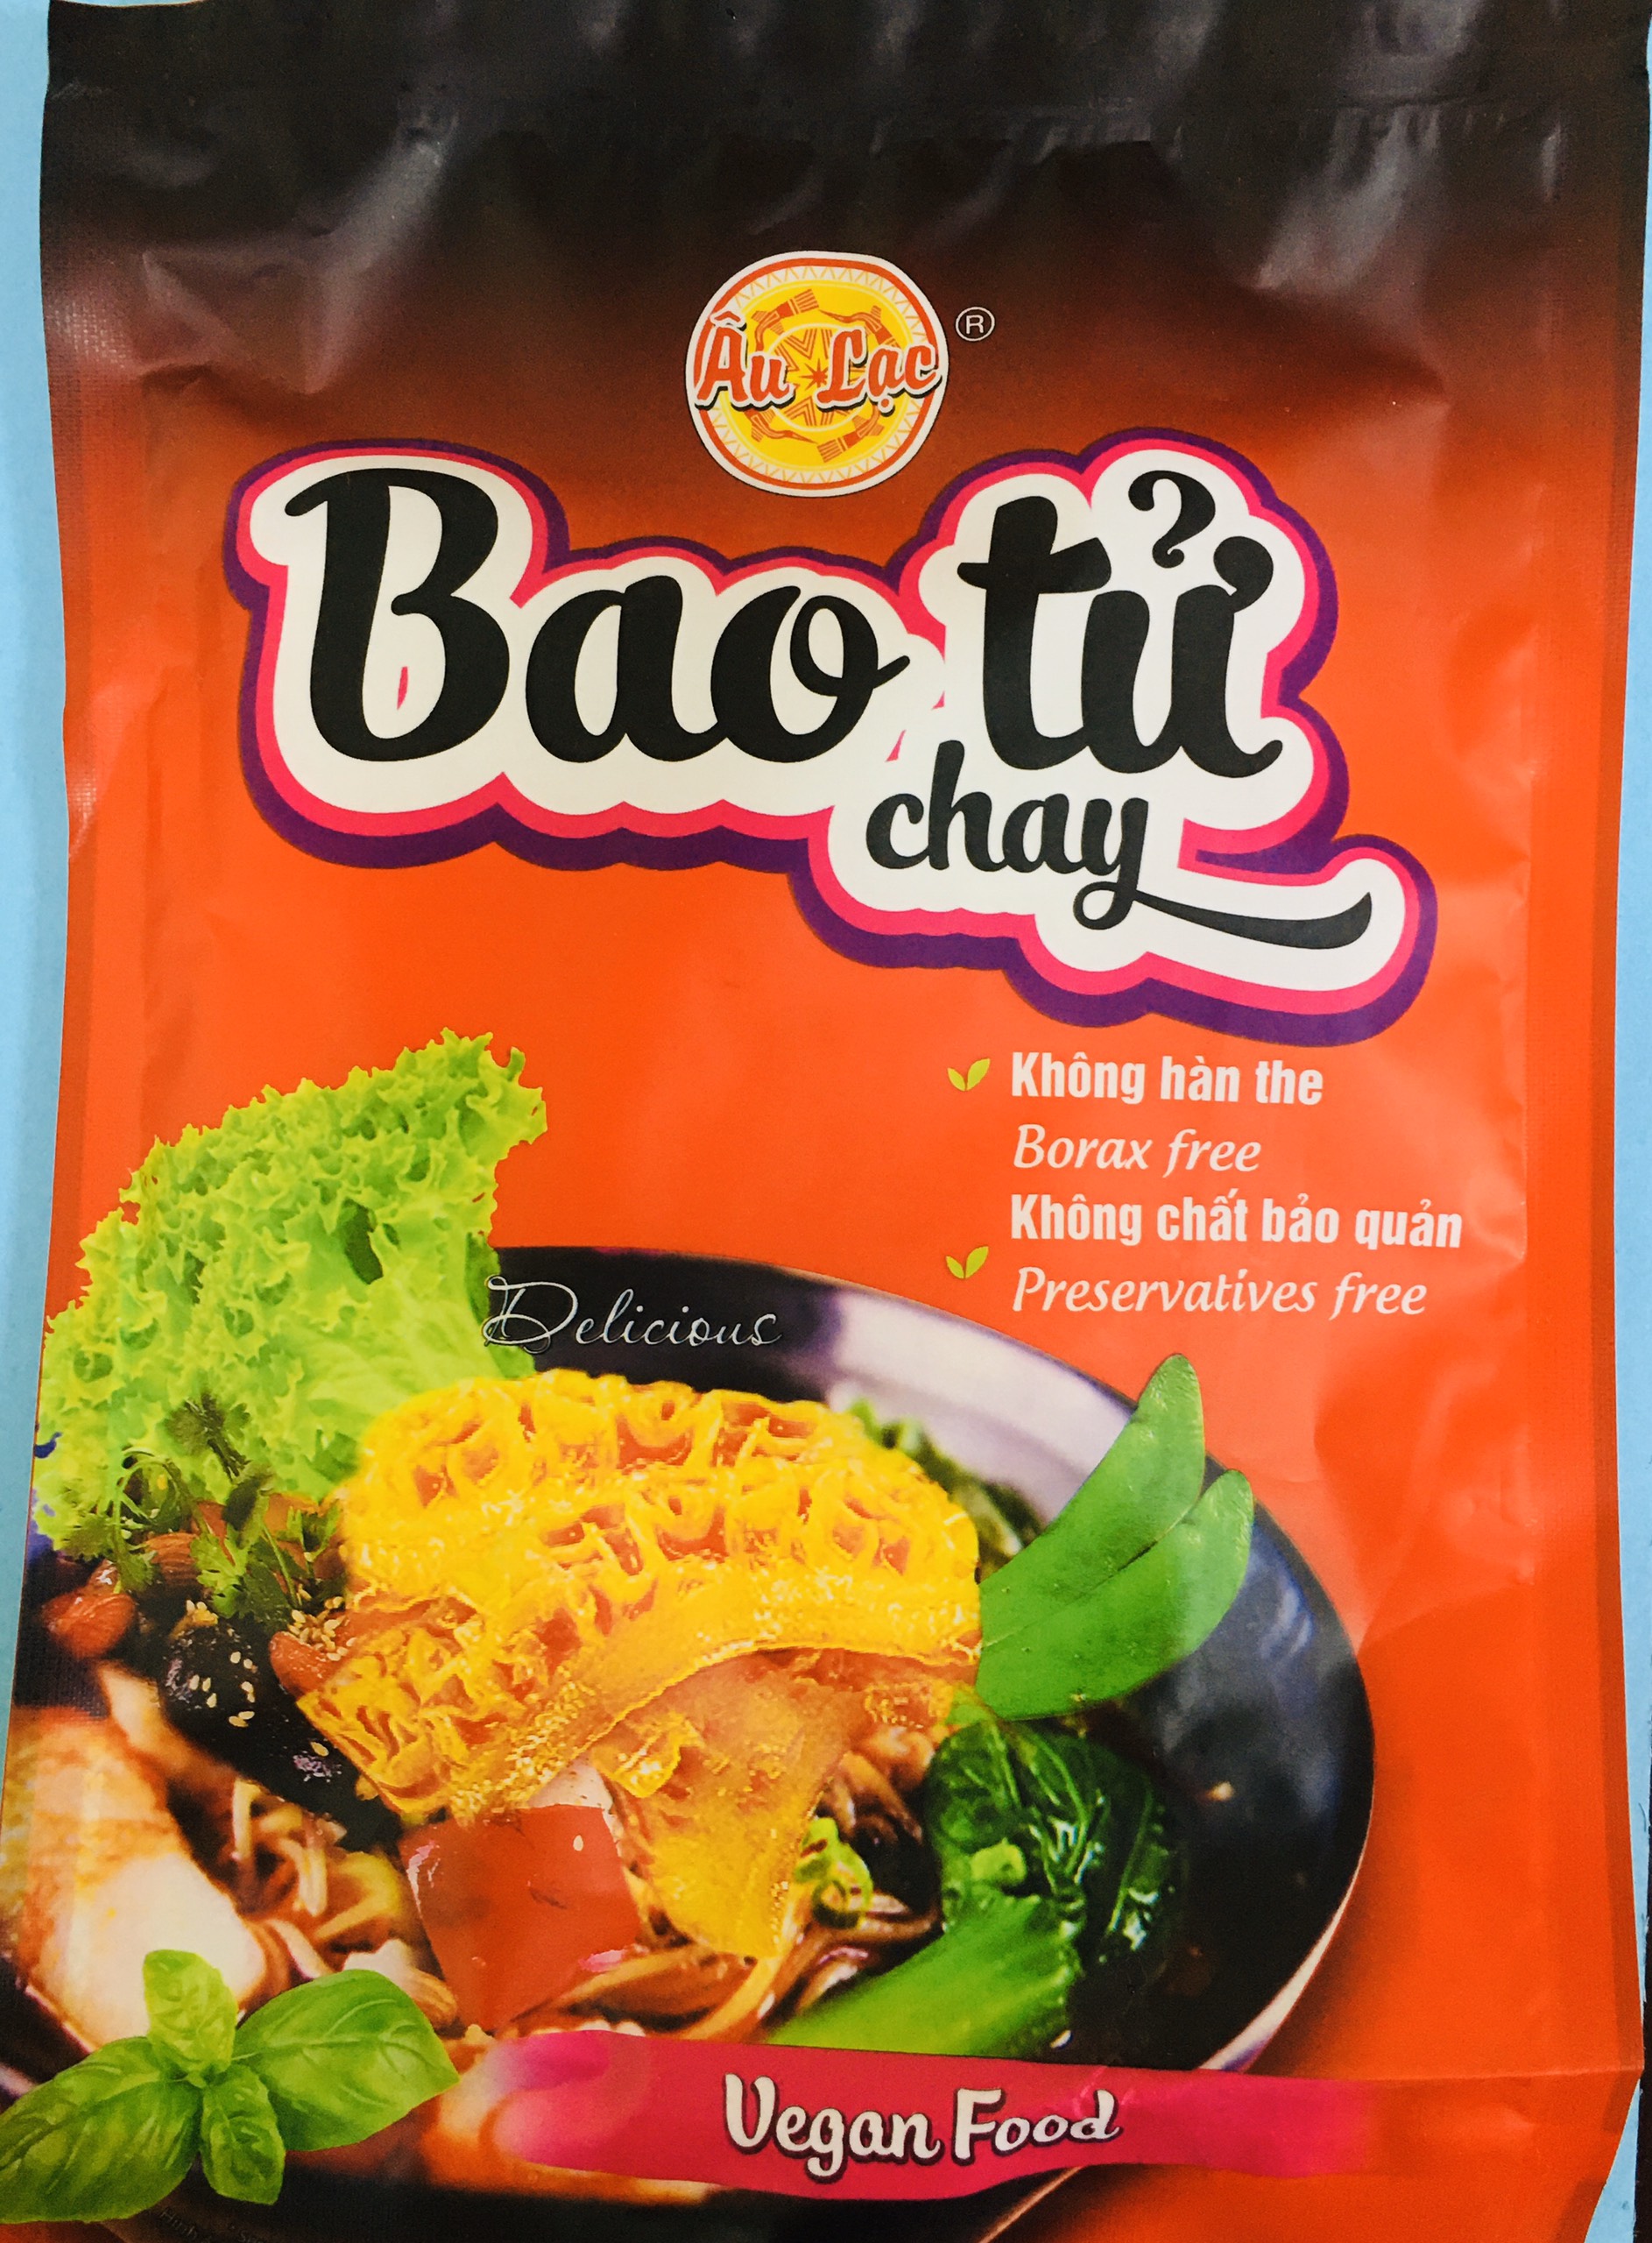 Âu Lạc
®
Bao tử
chay
Không hàn the
Borax free
Không chất bảo quản
Preservatives free
Delicious
Vegan Food